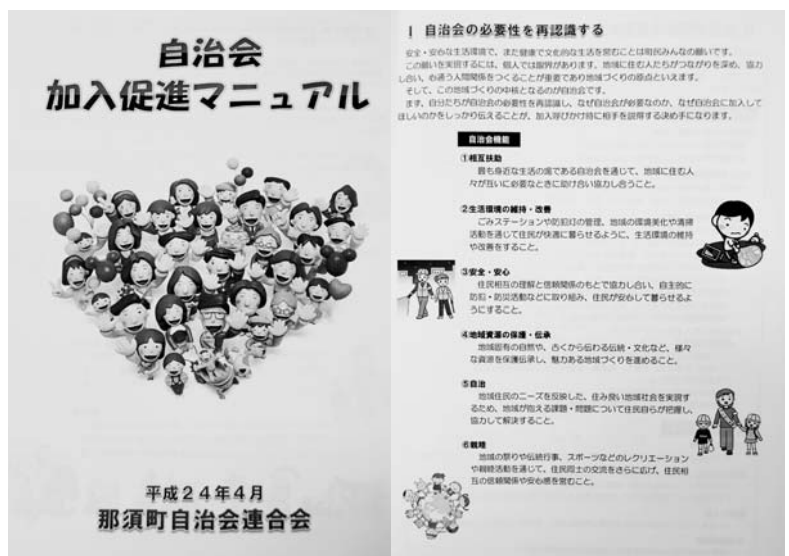 自治会
加入促進マニュアル
平成24年4月
那須町自治会連合会
Ⅰ 自治会の必要性を再認識する
安全・安心な生活環境で、また健康で文化的な生活を営むことは町民みんなの願いです。
この願いを実現するには、個人では限界があります。地域に住む人たちがつながりを深め、協力
し合い、心通う人間関係をつくることが重要であり地域づくりの原点といえます。
そして、この地域づくりの中核となるのが自治会です。
まず、自分たちが自治会の必要性を再認識し、なぜ自治会が必要なのか、なぜ自治会に加入して
ほしいのかをしっかり伝えることが、加入呼びかけ時に相手を説得する決め手になります。
自治会機能
①相互扶助
最も身近な生活の場である自治会を通じて、地域に住む人
々が互いに必要なときに助け合い協力し合うこと。
②生活環境の維持・改善
ごみステーションや防犯灯の管理、地域の環境美化や清掃
活動を通じて住民が快適に暮らせるように、生活環境の維持
や改善をすること。
③安全・安心
住民相互の理解と信頼関係のもとで協力し合い、自主的に
防犯・防災活動などに取り組み、住民が安心して暮らせるよ
うにすること。
④地域資源の保護・伝承
地域固有の自然や、古くから伝わる伝統・文化など、様々
な資源を保護伝承し、魅力ある地域づくりを進めること。
⑤自治
地域住民のニーズを反映した、住み良い地域社会を実現す
るため、地域が抱える課題・問題について住民自らが把握し、
協力して解決すること。
⑥親睦
地域の祭りや伝統行事、スポーツなどのレクリエーション
や親睦活動を通じて、住民同士の交流をさらに広げ、住民相
互の信頼関係や安心感を営むこと。